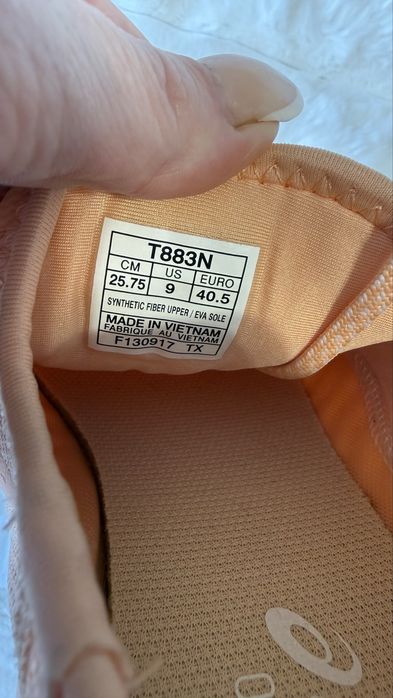 T883N
CM US EURO
25.75 9 40.5
SYNTHETIC FIBER UPPER / EVA SOLE
MADE IN VIETNAM
FABRIQUE AU VIETNAM
F130917 TX